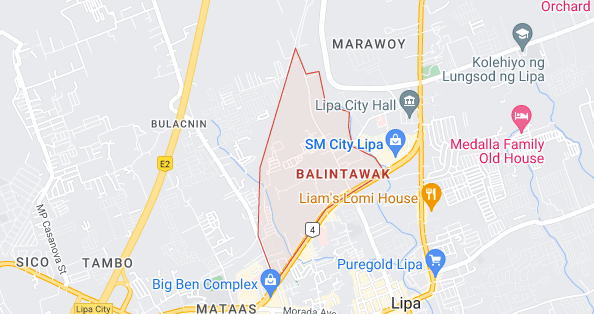 Orchard
MARAWOY
Kolehiyo ng
Lungsod ng Lipa
Lipa City Hall
BULACNIN
SM City Lipa
Medalla Family
Old House
E2
BALINTAWAK
Liam's Lomi House
MP Casanova St
4
SICO
TAMBO
Puregold Lipa
Big Ben Complex
Lipa City
MATAAS
Morada Ave
Lipa